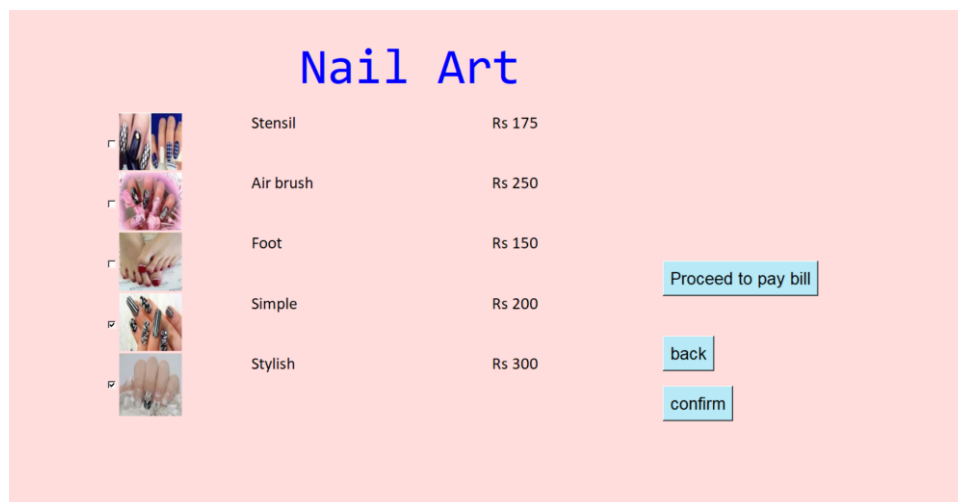 Nail Art
Stensil Rs 175
Air brush Rs 250
Foot Rs 150
Proceed to pay bill
Simple Rs 200
back
Stylish Rs 300
confirm